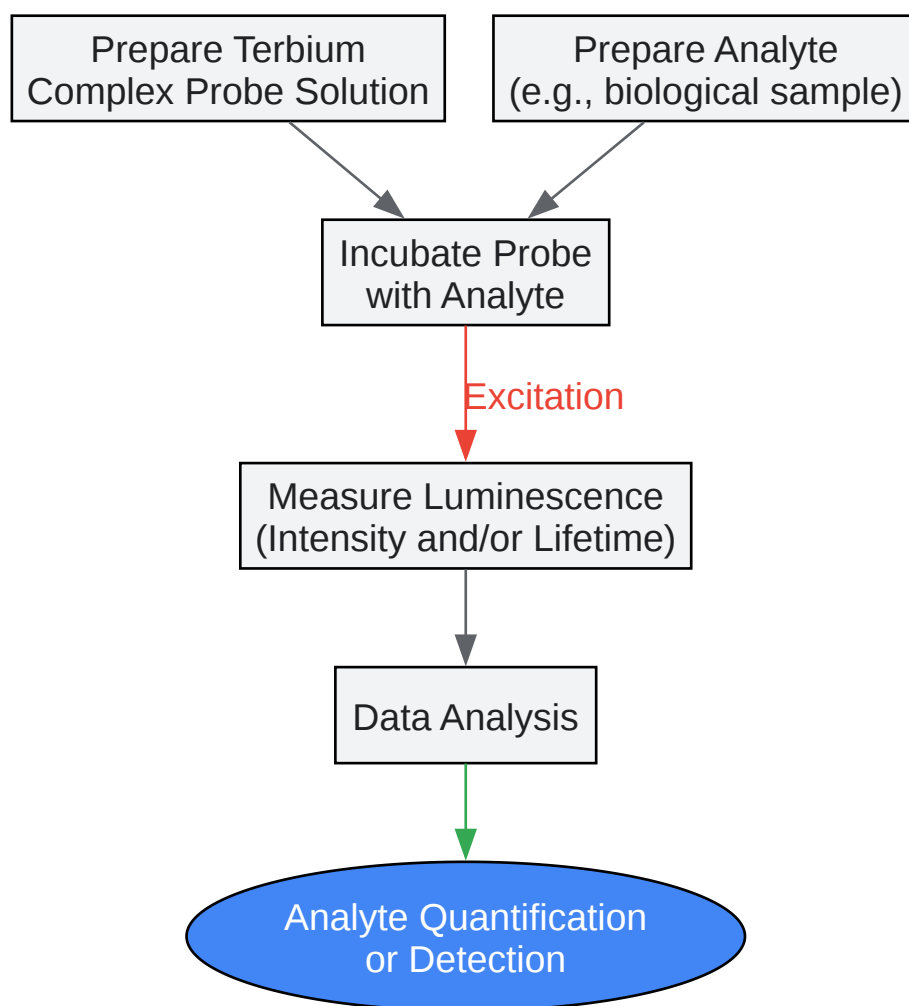 Prepare Terbium
Complex Probe Solution
Prepare Analyte
(e.g., biological sample)
Incubate Probe
with Analyte
Excitation
Measure Luminescence
(Intensity and/or Lifetime)
Data Analysis
Analyte Quantification
or Detection